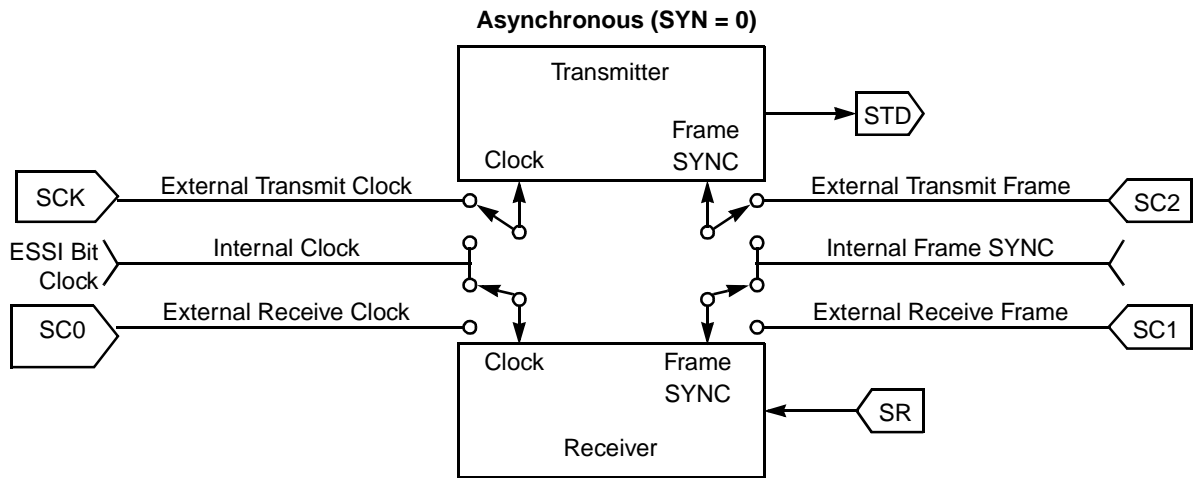 Asynchronous (SYN = 0)
Transmitter
STD
Frame
SYNC
Clock
SCK
External Transmit Clock
External Transmit Frame
SC2
ESSI Bit
Clock
Internal Clock
Internal Frame SYNC
SC0
External Receive Clock
External Receive Frame
SC1
Clock
Frame
SYNC
SR
Receiver